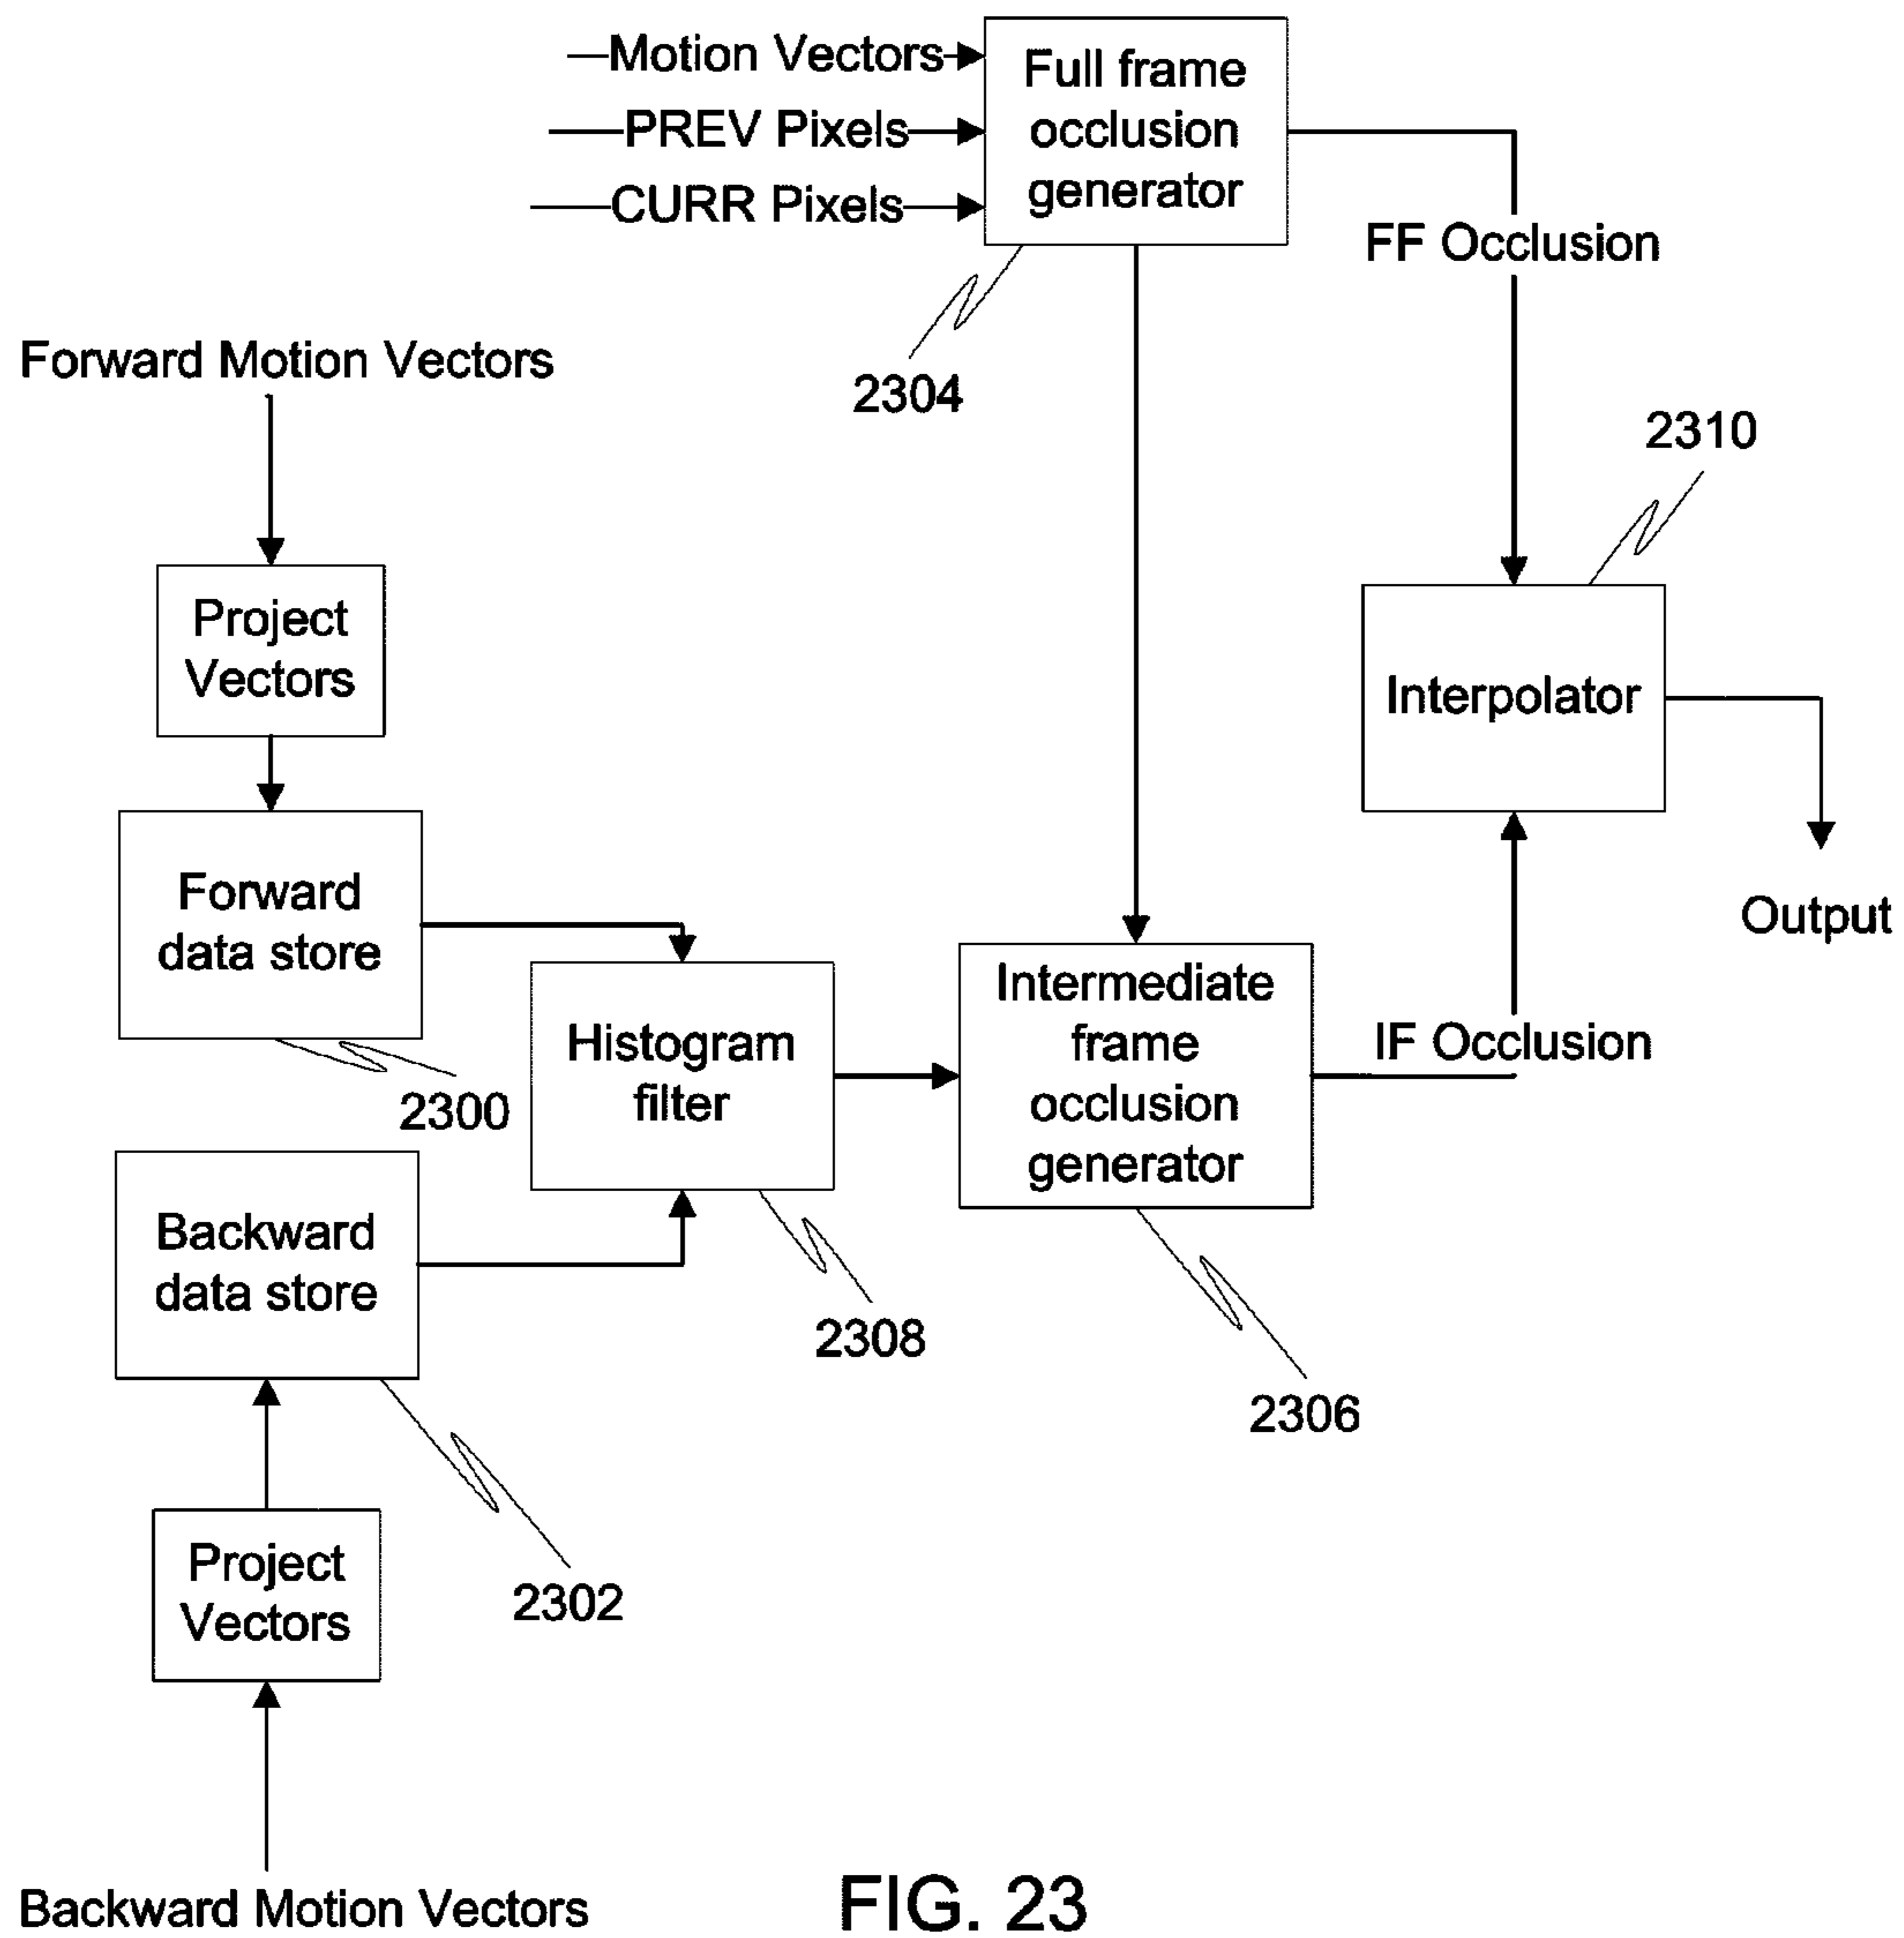 Motion Vectors
PREV Pixels
CURR Pixels
Full frame
occlusion
generator
FF Occlusion
2304
Forward Motion Vectors
2310
Project
Vectors
Interpolator
Forward
data store
Output
2300
Histogram
filter
Intermediate
frame
occlusion
generator
IF Occlusion
Backward
data store
2308
2306
2302
Project
Vectors
Backward Motion Vectors
FIG. 23